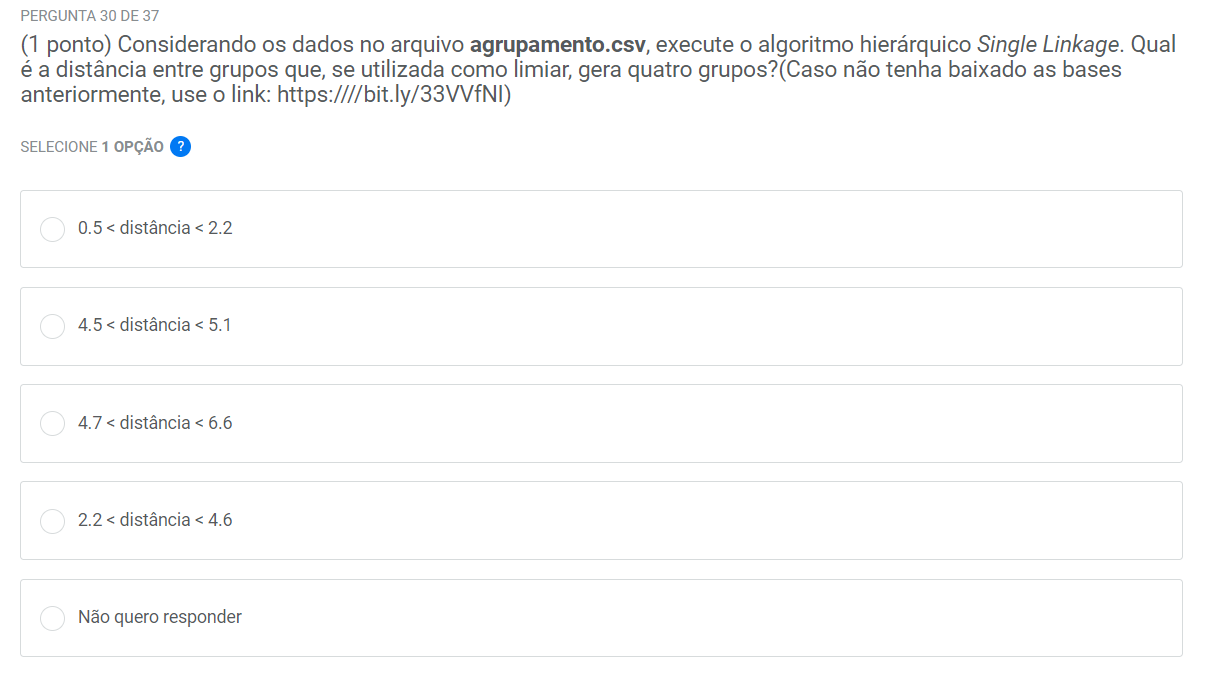 PERGUNTA 30 DE 37
(1 ponto) Considerando os dados no arquivo agrupamento.csv, execute o algoritmo hierárquico Single Linkage. Qual
é a distância entre grupos que, se utilizada como limiar, gera quatro grupos?(Caso não tenha baixado as bases
anteriormente, use o link: https:////bit.ly/33VVfNI)
SELECIONE 1 OPÇÃO ?
0.5 < distância < 2.2
4.5 < distância < 5.1
4.7 < distância < 6.6
2.2 < distância < 4.6
Não quero responder